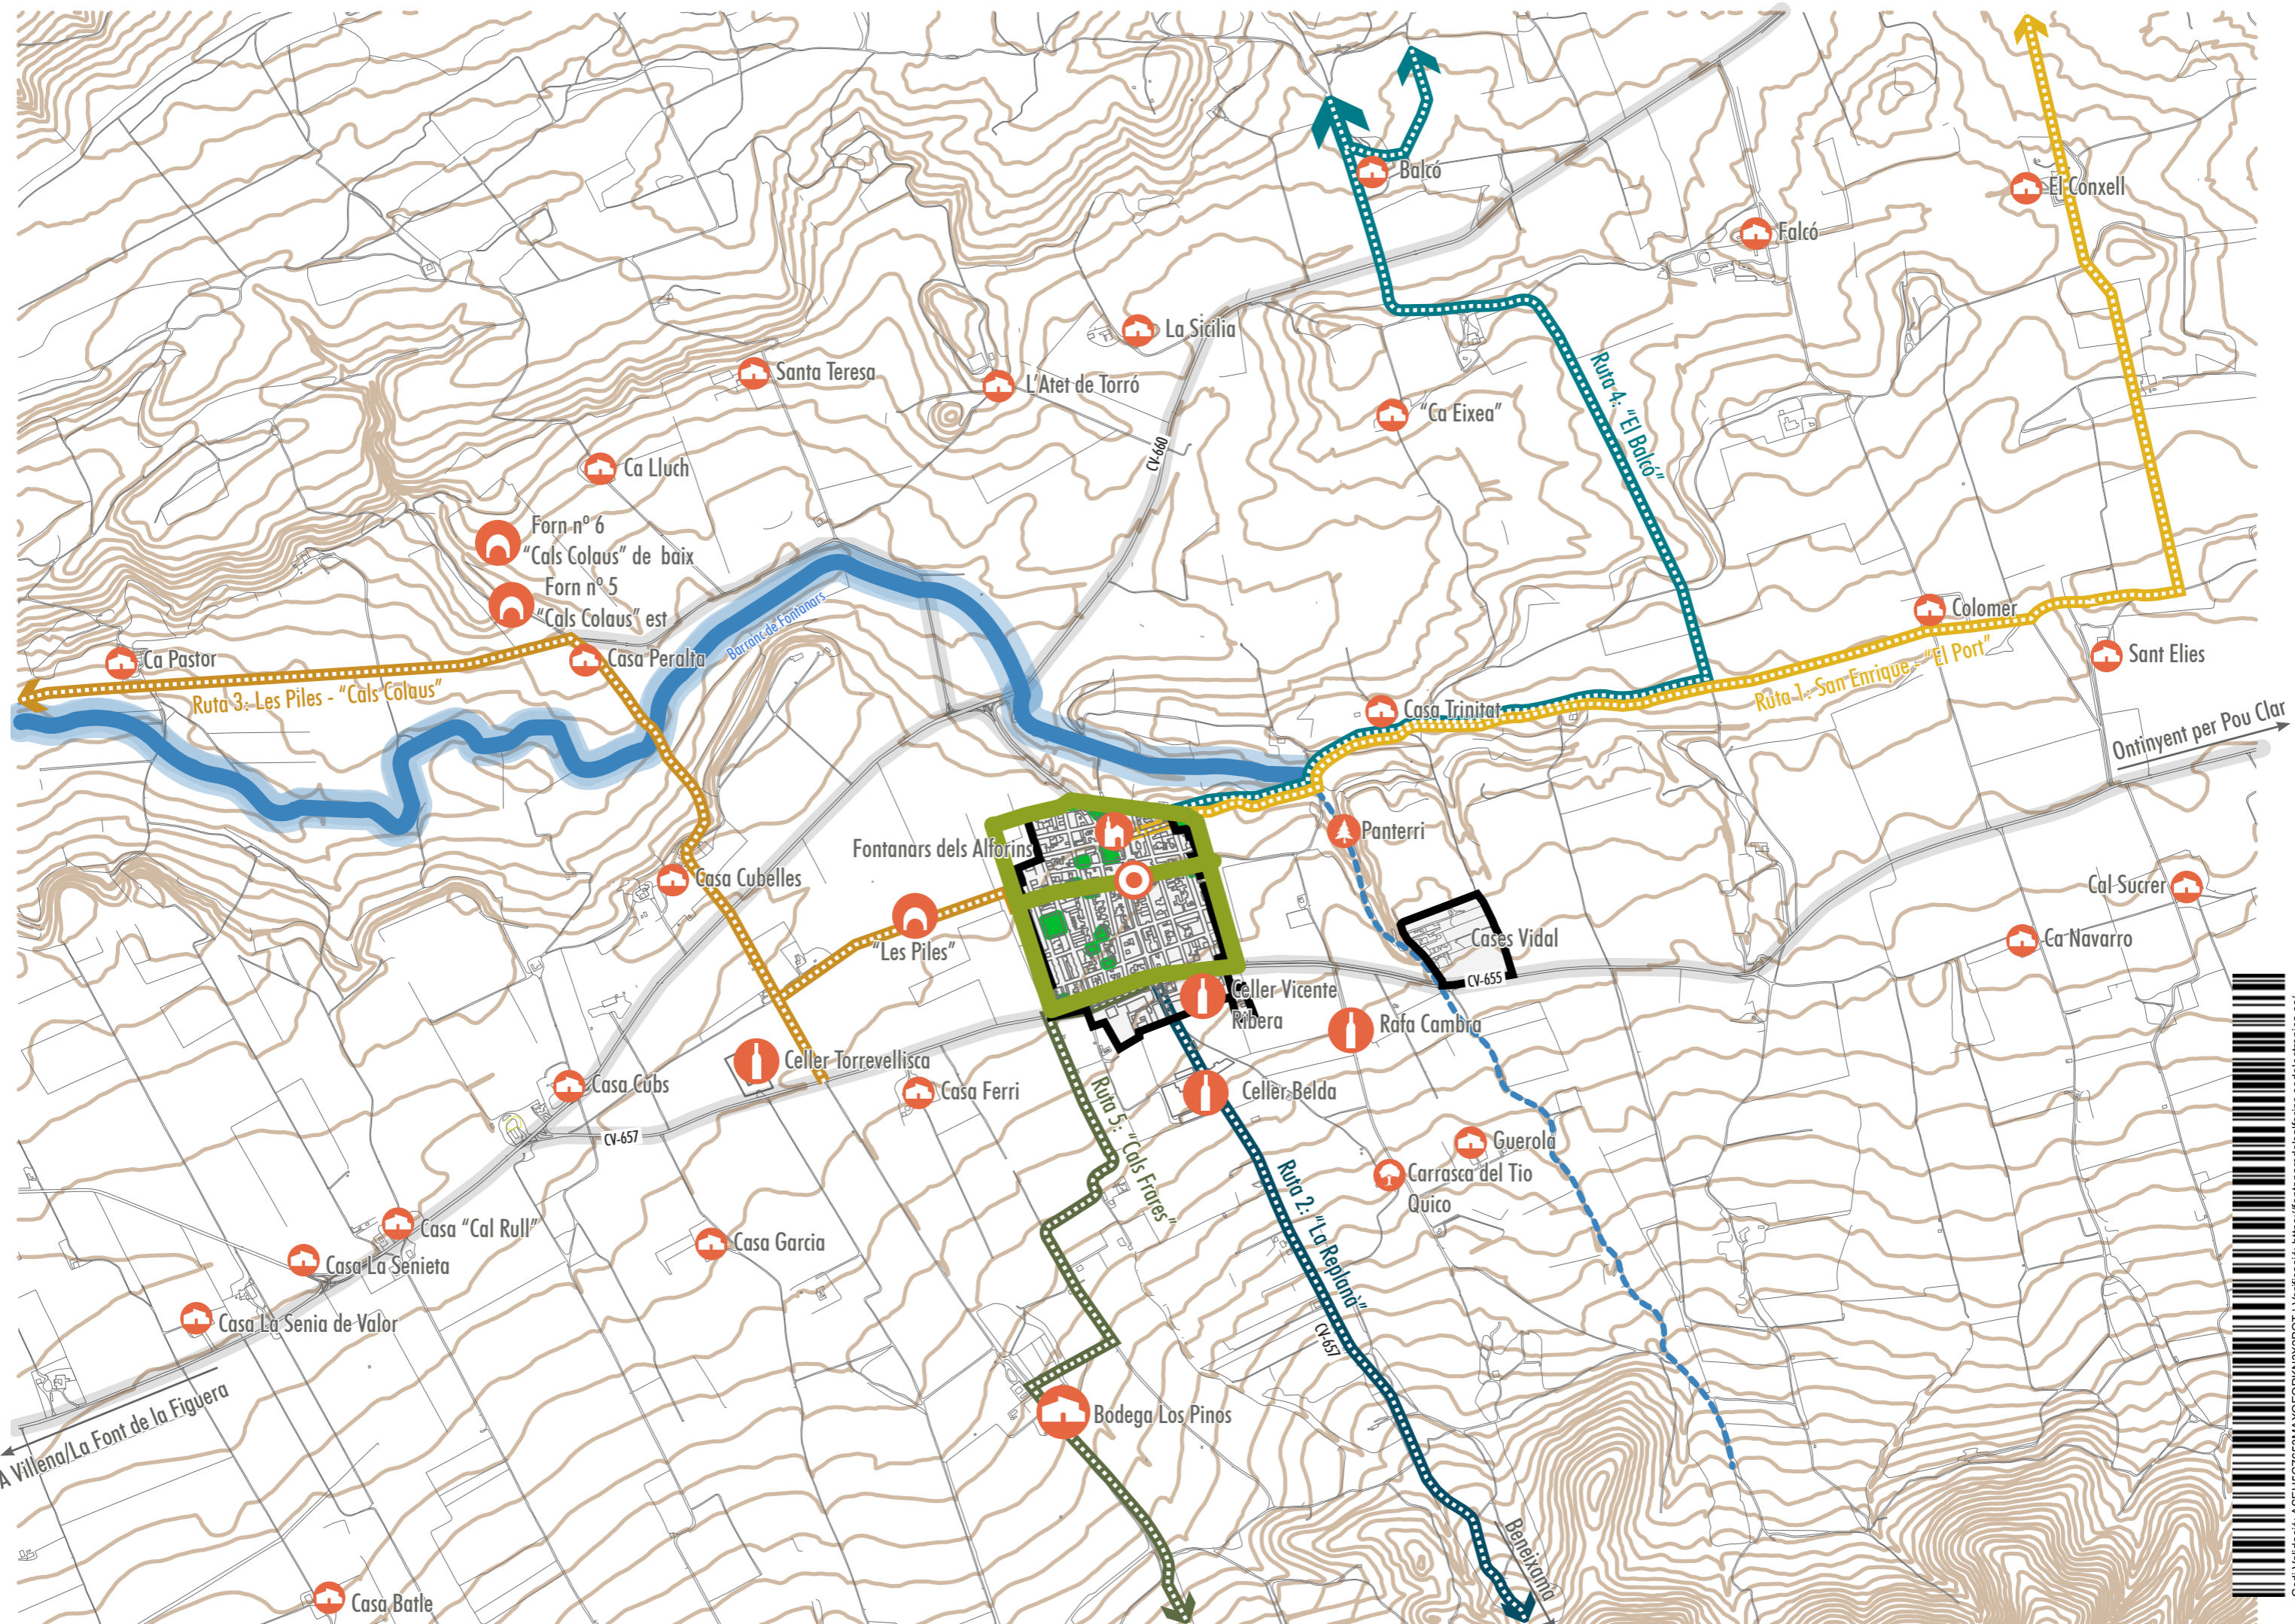 Balcó
El Conxell
Falcó
La Sicilia
Santa Teresa
L'Atet de Torró
"Ca Eixea"
Ruta 4: "El Balcó"
CV-660
Ca Lluch
Forn nº 6
"Cals Colaus" de baix
Forn nº 5
"Cals Colaus" est
Barranc de Fontanars
Colomer
Ca Pastor
Casa Peralta
Sant Elies
Ruta 3: Les Piles - "Cals Colaus"
Ruta 1: San Enrique - "El Port"
Casa Trinitat
Ontinyent per Pou Clar
Panterri
Fontanars dels Alforins
Casa Cubelles
Cal Sucrer
"Les Piles"
Cases Vidal
Ca Navarro
CV-655
Celler Vicente
Ribera
Rafa Cambra
Celler Torrevellisca
Casa Cubs
Casa Ferri
Celler Belda
CV-657
Ruta 5: "Cals Frares"
Guerola
Carrasca del Tio
Quico
Ruta 2: "La Replanà"
Casa "Cal Rull"
Casa Garcia
Casa La Senieta
Casa La Senia de Valor
CV-657
A Villena/La Font de la Figuera
Bodega Los Pinos
Beneixama
Casa Batle